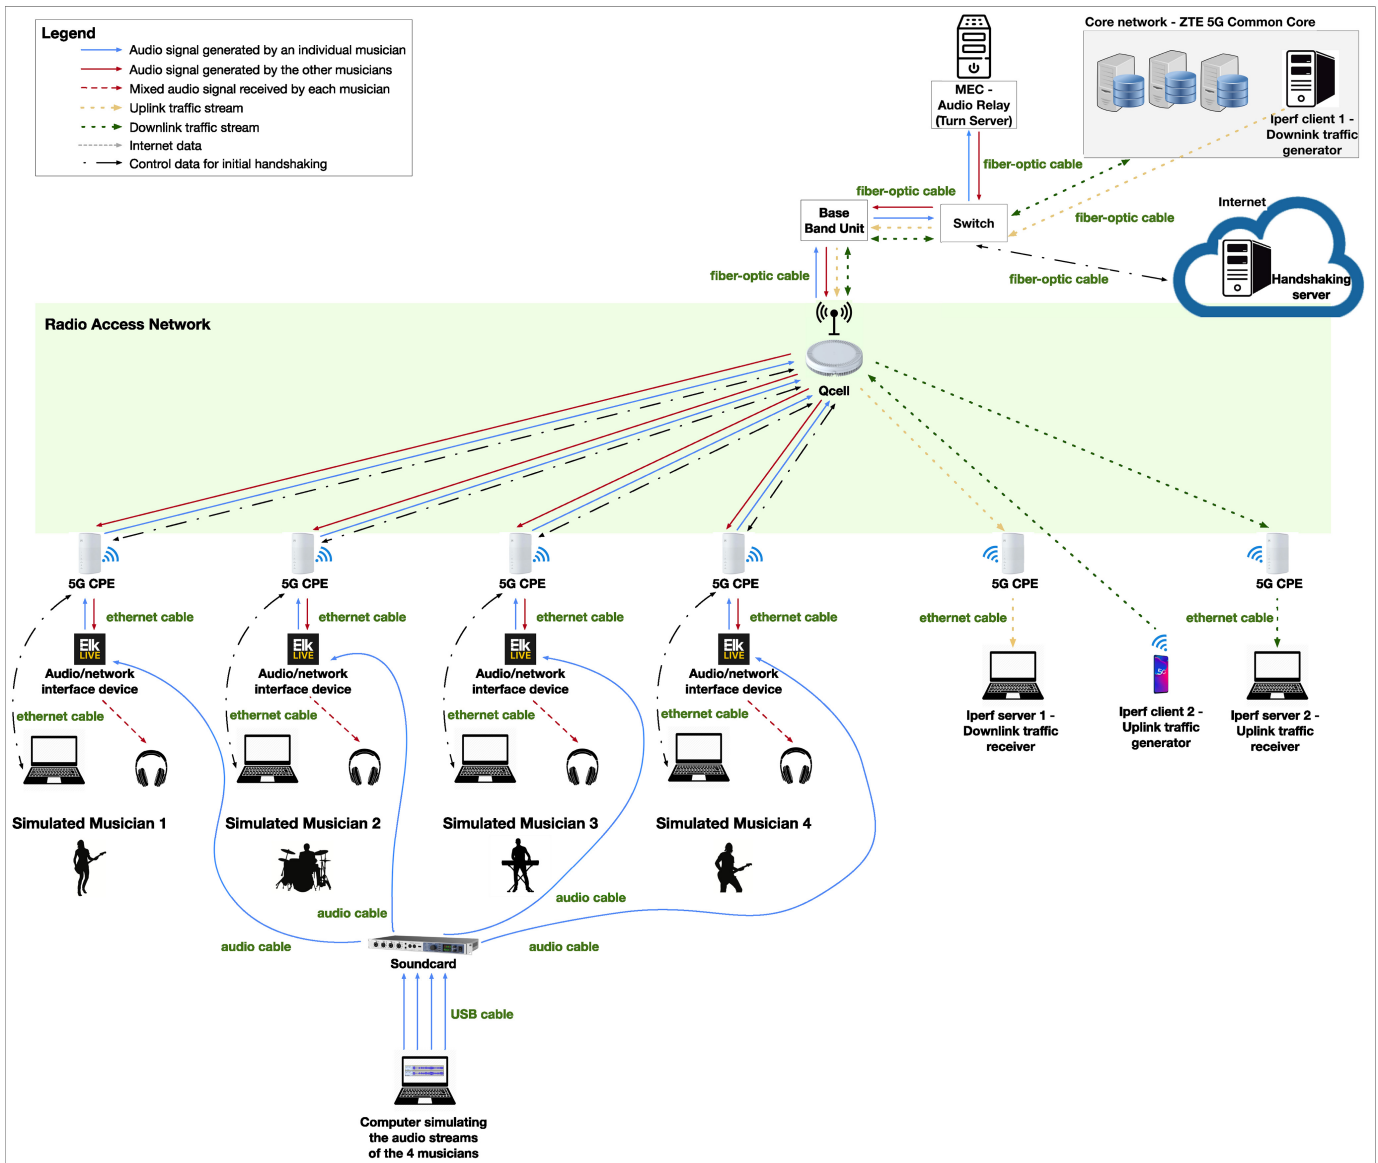 Legend
Audio signal generated by an individual musician
Audio signal generated by the other musicians
Mixed audio signal received by each musician
Uplink traffic stream
Downlink traffic stream
Internet data
Control data for initial handshaking
Core network - ZTE 5G Common Core
MEC -
Audio Relay
(Turn Server)
Iperf client 1 -
Downink traffic
generator
fiber-optic cable
fiber-optic cable
fiber-optic cable
Base
Band Unit
Switch
Internet
fiber-optic cable
fiber-optic cable
Handshaking
server
Radio Access Network
Qcell
5G CPE
5G CPE
5G CPE
5G CPE
5G CPE
5G CPE
ethernet cable
ethernet cable
ethernet cable
ethernet cable
ethernet cable
ethernet cable
Elk
LIVE
Elk
LIVE
Elk
LIVE
Elk
LIVE
5G
Audio/network
interface device
Audio/network
interface device
Audio/network
interface device
Audio/network
interface device
ethernet cable
ethernet cable
ethernet cable
ethernet cable
Iperf server 1 -
Downlink traffic
receiver
Iperf client 2 -
Uplink traffic
generator
Iperf server 2 -
Uplink traffic
receiver
Simulated Musician 1
Simulated Musician 2
Simulated Musician 3
Simulated Musician 4
audio cable
audio cable
audio cable
audio cable
Soundcard
USB cable
Computer simulating
the audio streams
of the 4 musicians